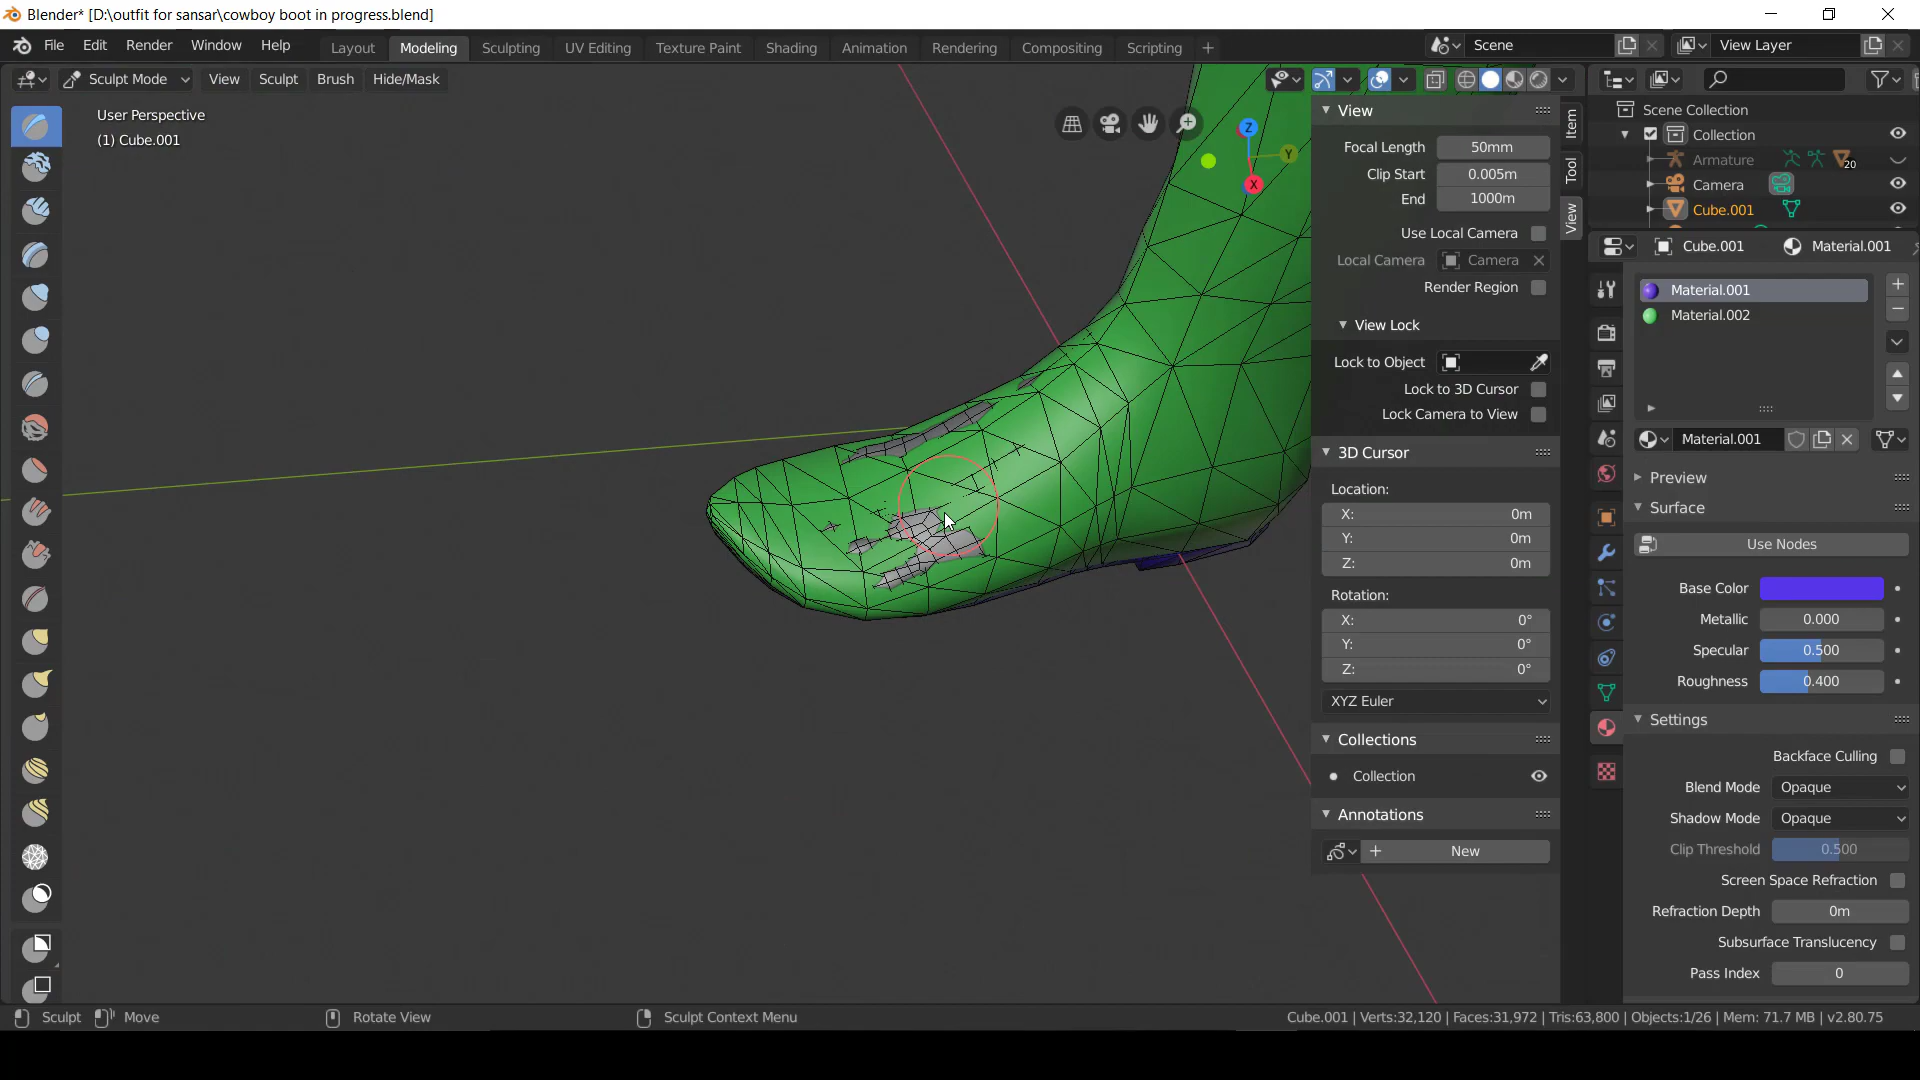 Blender* [D:\outfit for sansar\cowboy boot in progress.blend]
File Edit Render Window Help
Layout Modeling Sculpting UV Editing Texture Paint Shading Animation Rendering Compositing Scripting +
Scene
View Layer
Sculpt Mode View Sculpt Brush Hide/Mask
User Perspective
(1) Cube.001
Z
Y
X
View
Focal Length 50mm
Clip Start 0.005m
End 1000m
Use Local Camera
Local Camera Camera
Render Region
View Lock
Lock to Object
Lock to 3D Cursor
Lock Camera to View
3D Cursor
Location:
X: 0m
Y: 0m
Z: 0m
Rotation:
X: 0°
Y: 0°
Z: 0°
XYZ Euler
Collections
Collection
Annotations
+ New
Item
Tool
View
Scene Collection
Collection
Armature 20
Camera
Cube.001
Cube.001 Material.001
Material.001
Material.002
Material.001
Preview
Surface
Use Nodes
Base Color
Metallic 0.000
Specular 0.500
Roughness 0.400
Settings
Backface Culling
Blend Mode Opaque
Shadow Mode Opaque
Clip Threshold 0.500
Screen Space Refraction
Refraction Depth 0m
Subsurface Translucency
Pass Index 0
Sculpt Move Rotate View Sculpt Context Menu
Cube.001 | Verts:32,120 | Faces:31,972 | Tris:63,800 | Objects:1/26 | Mem: 71.7 MB | v2.80.75